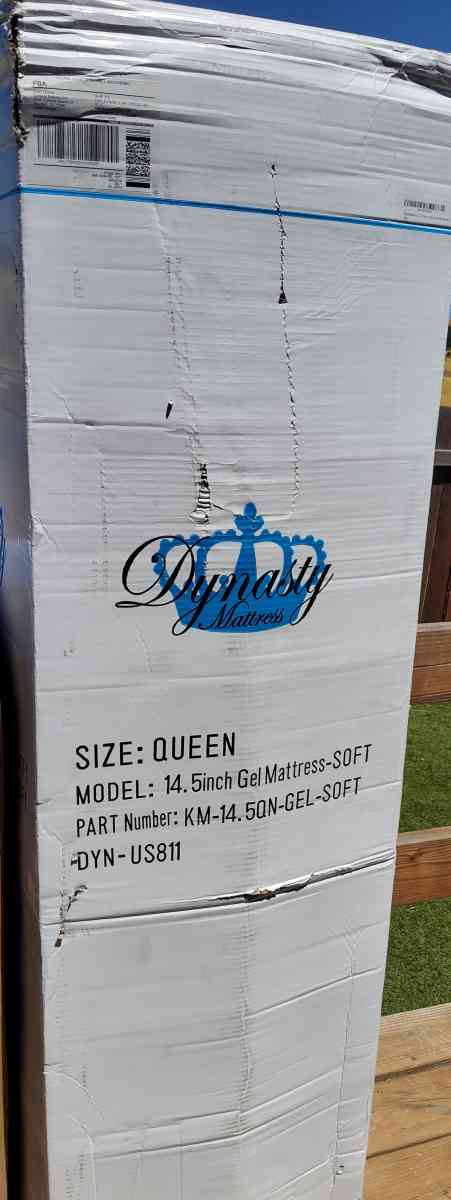 FBA
Dynasty
Mattress
SIZE: QUEEN
MODEL: 14.5inch Gel Mattress-SOFT
PART Number: KM-14.5QN-GEL-SOFT
DYN-US811